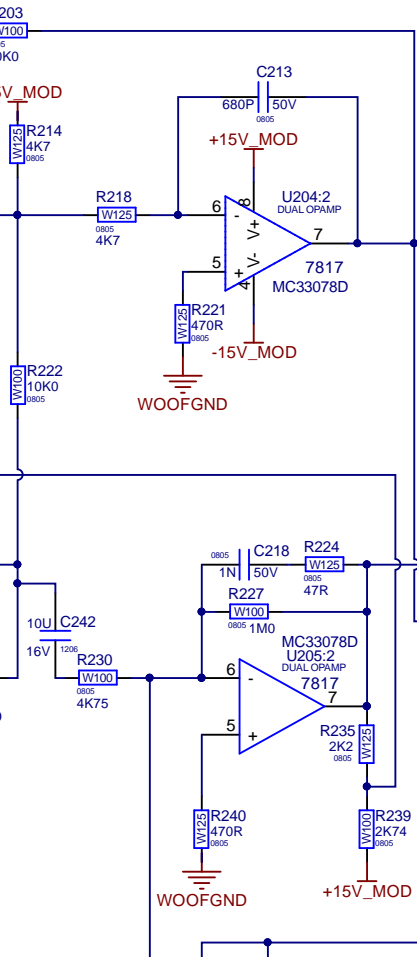 203
W100
05
0K0
5V_MOD
R214
W125
4K7
0805
C213
680P
50V
0805
+15V_MOD
R218
W125
0805
4K7
6
-
8
V+
U204:2
DUAL OPAMP
7
5
+
V-
4
7817
MC33078D
R221
W125
470R
0805
-15V_MOD
WOOFGND
R222
W100
10K0
0805
0805
C218
1N
50V
R224
W125
0805
47R
R227
W100
0805
1M0
10U
C242
16V
1206
R230
W100
0805
4K75
MC33078D
U205:2
DUAL OPAMP
7817
6
-
7
5
+
R235
2K2
0805
W125
R240
W125
470R
0805
WOOFGND
R239
W100
2K74
0805
+15V_MOD